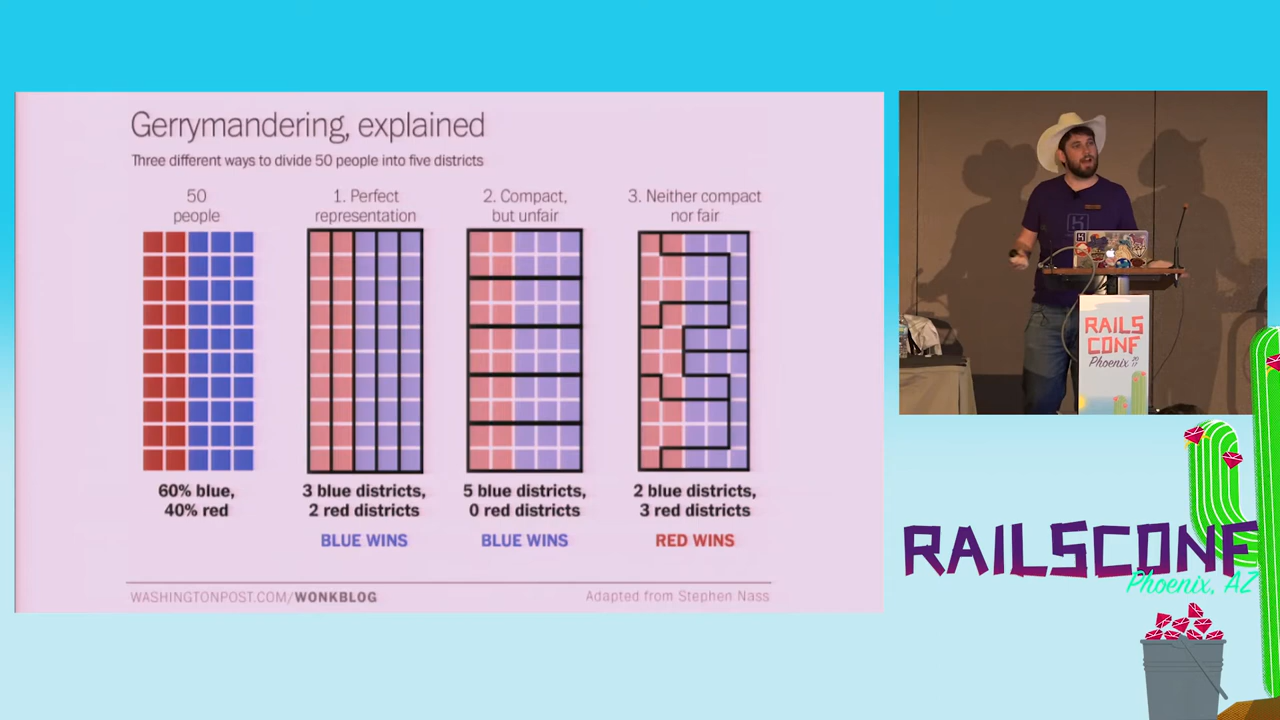 Gerrymandering, explained
Three different ways to divide 50 people into five districts
50
people
1. Perfect
representation
2. Compact,
but unfair
3. Neither compact
nor fair
60% blue,
40% red
3 blue districts,
2 red districts
5 blue districts,
0 red districts
2 blue districts,
3 red districts
BLUE WINS
BLUE WINS
RED WINS
WASHINGTONPOST.COM/WONKBLOG
Adapted from Stephen Nass
RAILS
CONF
Phoenix 2017
RAILSCONF
Phoenix, AZ